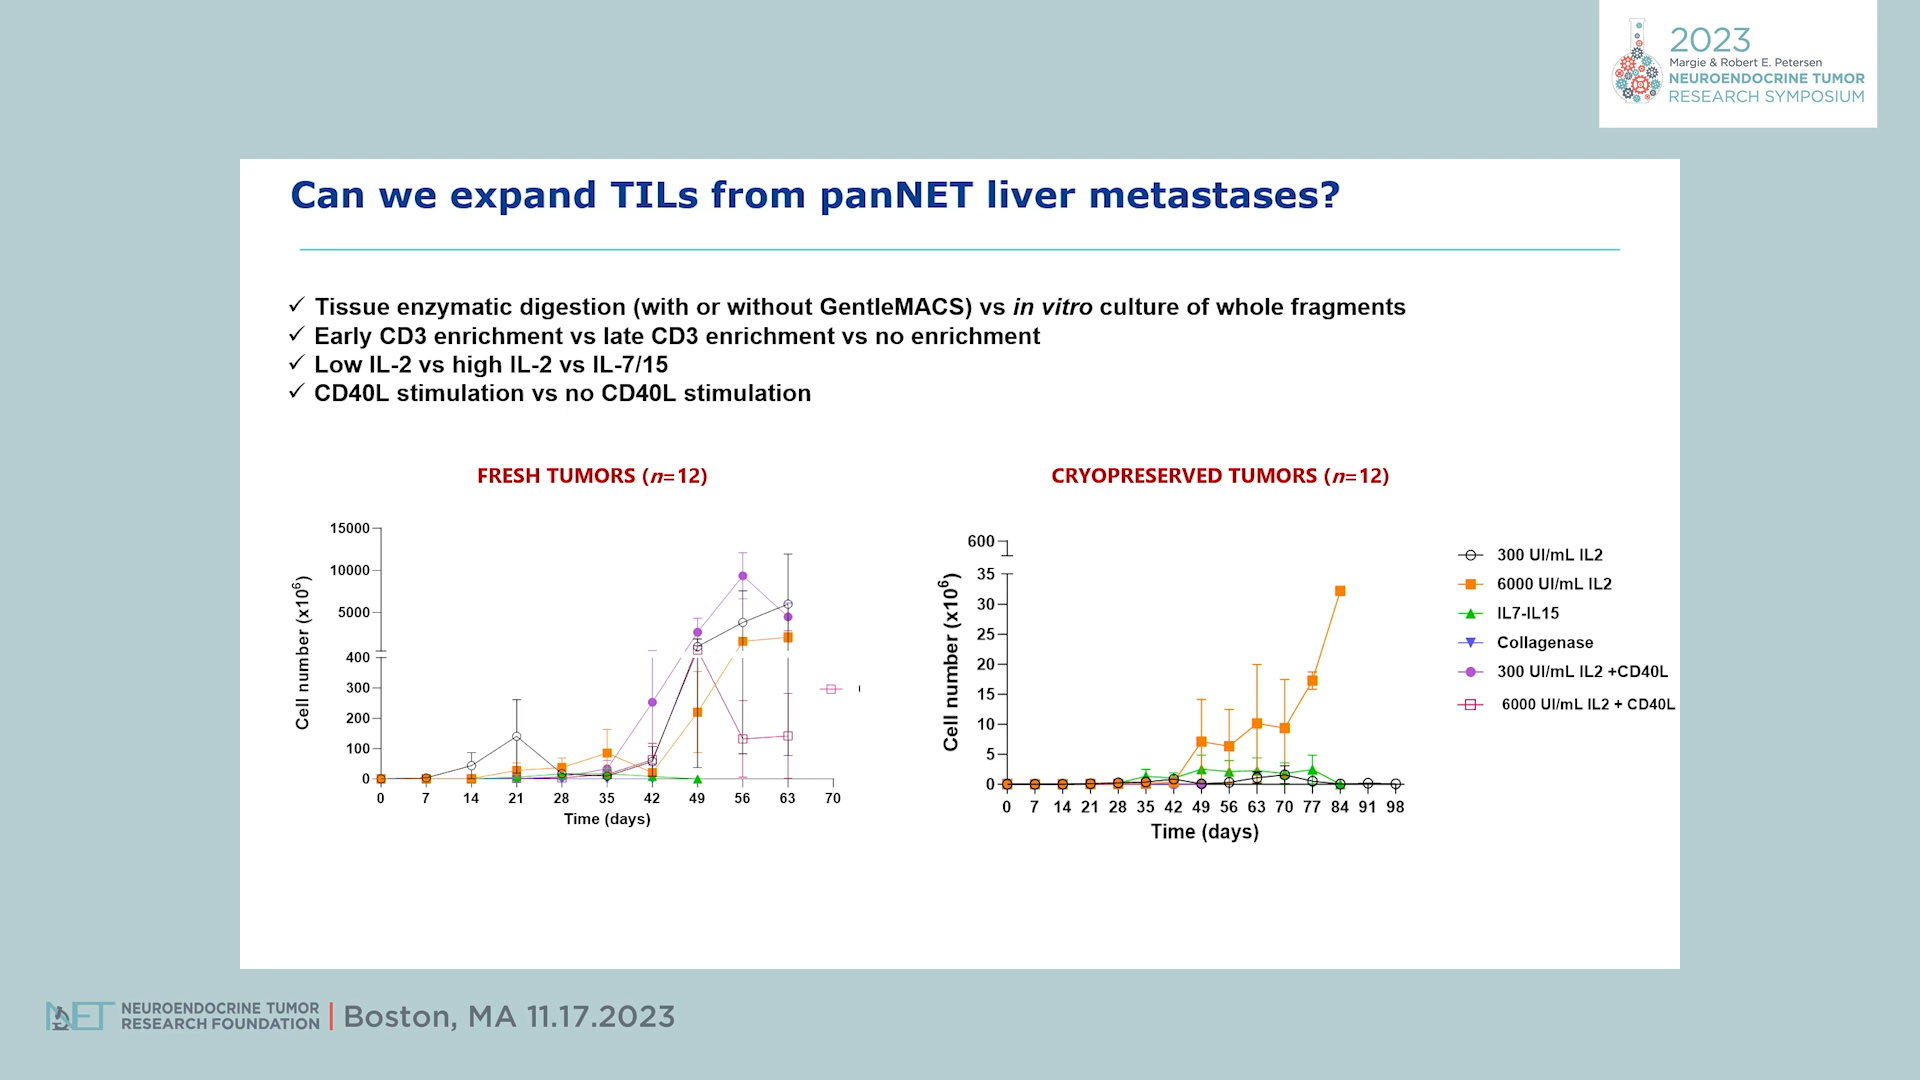 2023
Margie & Robert E. Petersen
NEUROENDOCRINE TUMOR
RESEARCH SYMPOSIUM
Can we expand TILs from panNET liver metastases?
✓ Tissue enzymatic digestion (with or without GentleMACS) vs in vitro culture of whole fragments
✓ Early CD3 enrichment vs late CD3 enrichment vs no enrichment
✓ Low IL-2 vs high IL-2 vs IL-7/15
✓ CD40L stimulation vs no CD40L stimulation
FRESH TUMORS (n=12)
15000
10000
5000
400
300
200
100
0
Cell number (x10⁶)
0 7 14 21 28 35 42 49 56 63 70
Time (days)
CRYOPRESERVED TUMORS (n=12)
600
35
30
25
20
15
10
5
0
Cell number (x10⁶)
0 7 14 21 28 35 42 49 56 63 70 77 84 91 98
Time (days)
300 UI/mL IL2
6000 UI/mL IL2
IL7-IL15
Collagenase
300 UI/mL IL2 +CD40L
6000 UI/mL IL2 + CD40L
NET
NEUROENDOCRINE TUMOR
RESEARCH FOUNDATION
Boston, MA 11.17.2023